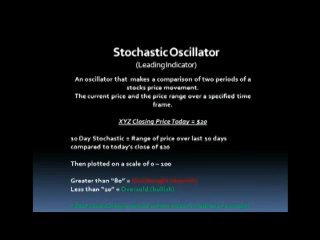 Stochastic Oscillator
(Leading Indicator)
An oscillator that makes a comparison of two periods of a
stocks price movement.
The current price and the price range over a specified time
frame.
XYZ Closing Price Today = $20
10 Day Stochastic = Range of price over last 10 days
compared to today's close of $20
Then plotted on a scale of 0 – 100
Greater than "80" = Overbought (bearish)
Less than "20" = Oversold (bullish)